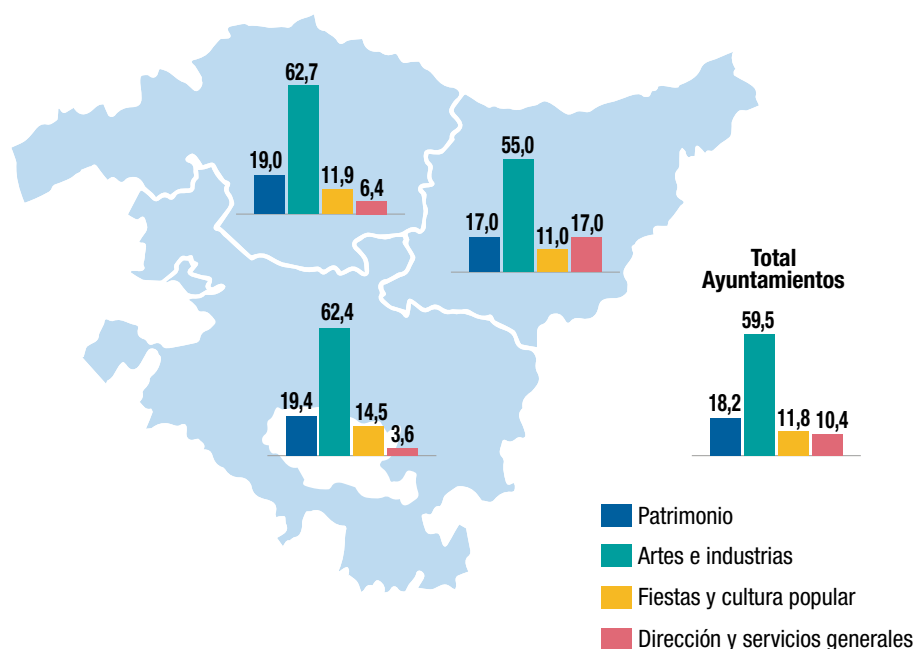 62,7
19,0
11,9
6,4
55,0
17,0
11,0
17,0
62,4
19,4
14,5
3,6
Total
Ayuntamientos
59,5
18,2
11,8
10,4
Patrimonio
Artes e industrias
Fiestas y cultura popular
Dirección y servicios generales